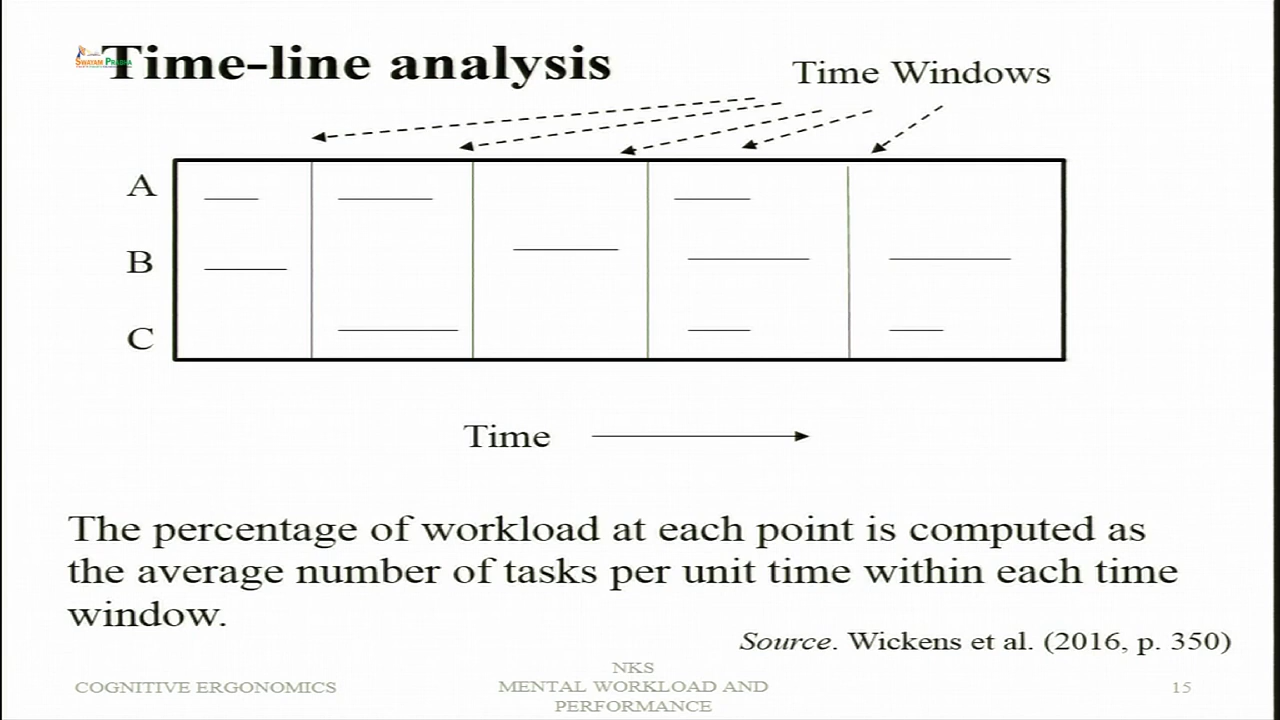 SWAYAM PRABHA
Time-line analysis
Time Windows
A
B
C
Time
The percentage of workload at each point is computed as
the average number of tasks per unit time within each time
window.
Source. Wickens et al. (2016, p. 350)
COGNITIVE ERGONOMICS
NKS
MENTAL WORKLOAD AND
PERFORMANCE
15